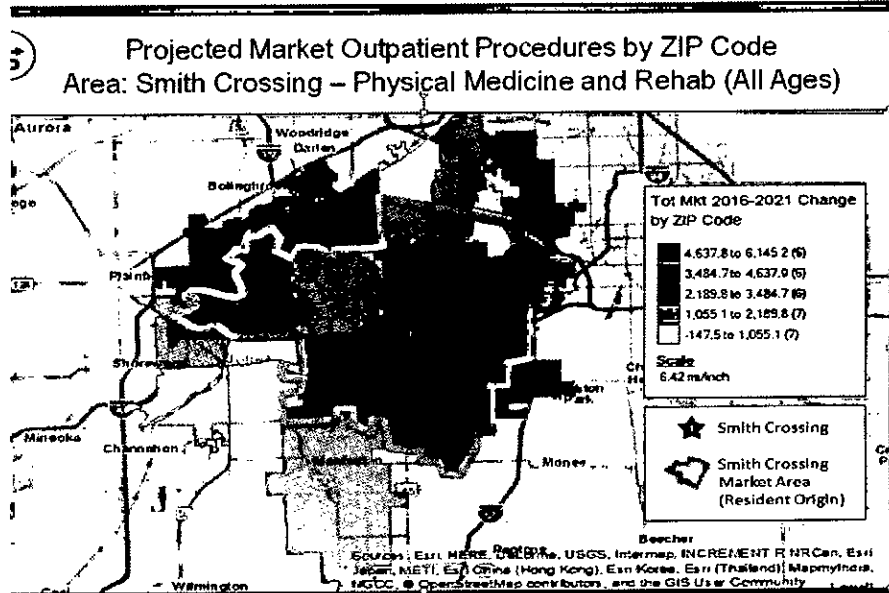 Projected Market Outpatient Procedures by ZIP Code
Area: Smith Crossing – Physical Medicine and Rehab (All Ages)
Aurora
Woodridge
Darien
Plainf
Minooka
Channahon
Wilmington
Monee
Beecher
Park
Tot Mkt 2016-2021 Change
by ZIP Code
4,637.8 to 6,145.2 (6)
3,484.7 to 4,637.8 (6)
2,189.8 to 3,484.7 (6)
1,055.1 to 2,189.8 (7)
-147.5 to 1,055.1 (7)
Scale
6.42 mi/inch
Smith Crossing
Smith Crossing
Market Area
(Resident Origin)
Sources: Esri, HERE, DeLorme, USGS, Intermap, INCREMENT P, NRCan, Esri
Japan, METI, Esri China (Hong Kong), Esri Korea, Esri (Thailand), MapmyIndia,
NGCC, © OpenStreetMap contributors, and the GIS User Community